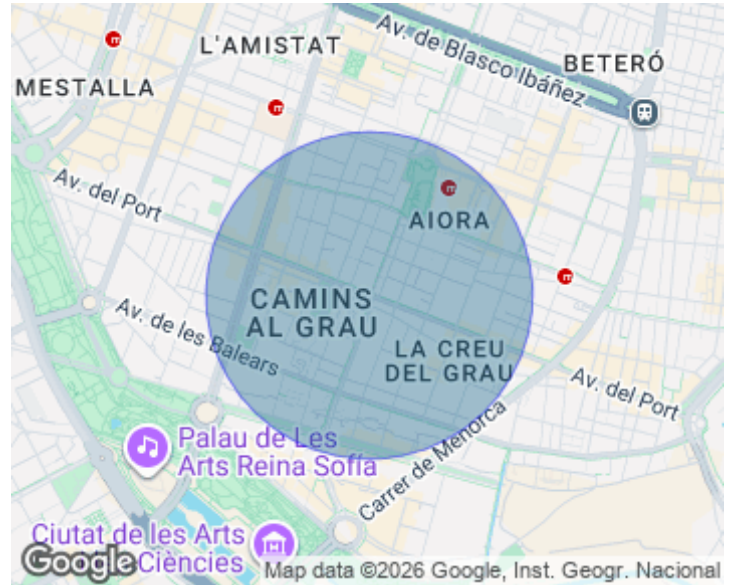 L'AMISTAT
Av. de Blasco Ibáñez
BETERÓ
MESTALLA
Av. del Port
AIORA
CAMINS
AL GRAU
Av. de les Balears
LA CREU
DEL GRAU
Av. del Port
Carrer de Menorca
Palau de Les
Arts Reina Sofía
Ciutat de les Arts
Ciències
Google
Map data ©2026 Google, Inst. Geogr. Nacional